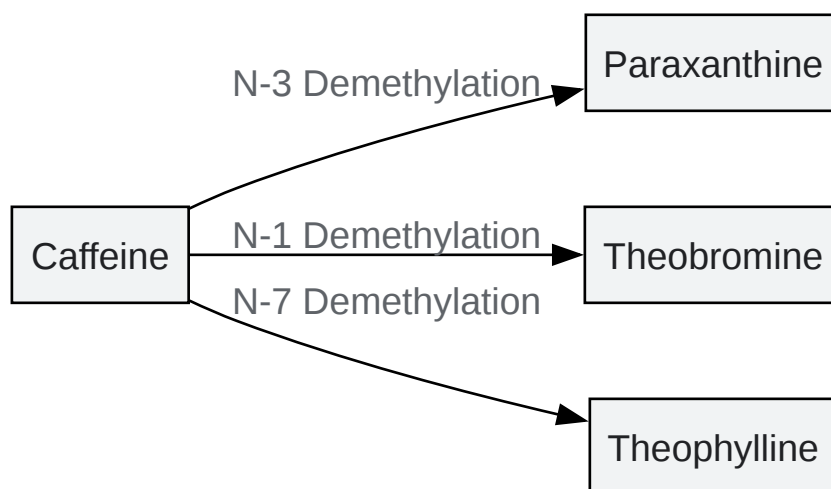 N-3 Demethylation
Paraxanthine
Caffeine
N-1 Demethylation
Theobromine
N-7 Demethylation
Theophylline